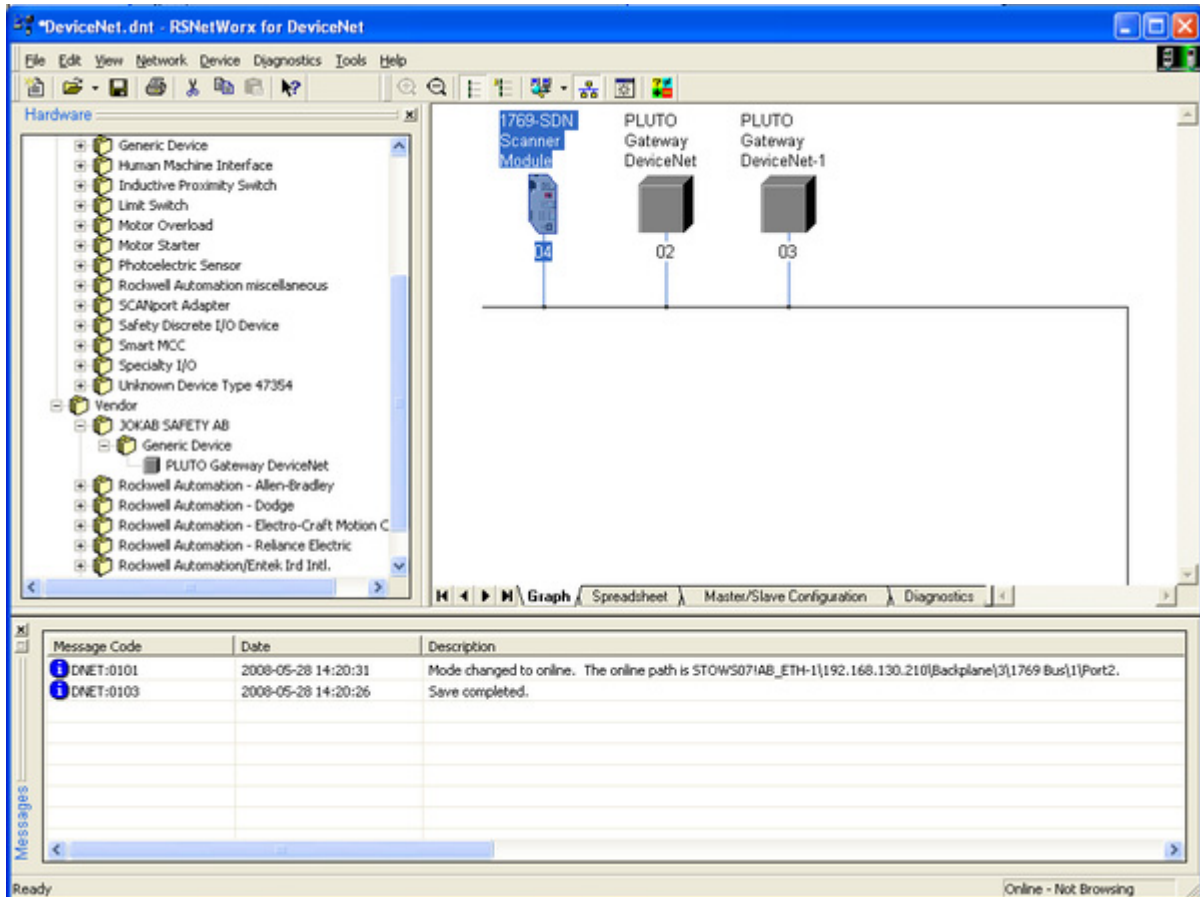 *DeviceNet.dnt - RSNetWorx for DeviceNet
File Edit View Network Device Diagnostics Tools Help
Hardware
Generic Device
Human Machine Interface
Inductive Proximity Switch
Limit Switch
Motor Overload
Motor Starter
Photoelectric Sensor
Rockwell Automation miscellaneous
SCANport Adapter
Safety Discrete I/O Device
Smart MCC
Specialty I/O
Unknown Device Type 47354
Vendor
JOKAB SAFETY AB
Generic Device
PLUTO Gateway DeviceNet
Rockwell Automation - Allen-Bradley
Rockwell Automation - Dodge
Rockwell Automation - Electro-Craft Motion C
Rockwell Automation - Reliance Electric
Rockwell Automation/Entek Ird Intl.
1769-SDN
Scanner
Module
04
PLUTO
Gateway
DeviceNet
02
PLUTO
Gateway
DeviceNet-1
03
Graph Spreadsheet Master/Slave Configuration Diagnostics
Messages
Message Code Date Description
DNET:0101 2008-05-28 14:20:31 Mode changed to online. The online path is STOWS07!AB_ETH-1\192.168.130.210\Backplane\3\1769 Bus\1\Port2.
DNET:0103 2008-05-28 14:20:26 Save completed.
Ready Online - Not Browsing